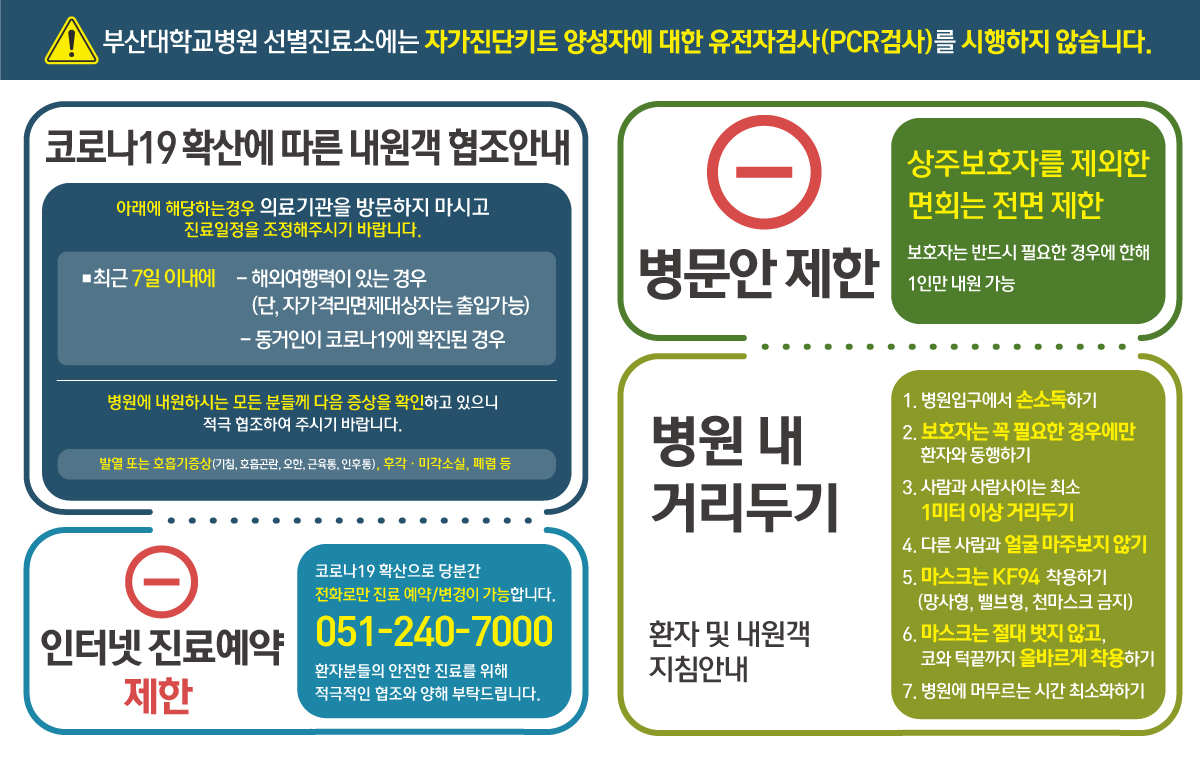 부산대학교병원 선별진료소에는 자가진단키트 양성자에 대한 유전자검사(PCR검사)를 시행하지 않습니다.
코로나19 확산에 따른 내원객 협조안내
아래에 해당하는경우 의료기관을 방문하지 마시고
진료일정을 조정해주시기 바랍니다.
▪최근 7일 이내에 – 해외여행력이 있는 경우
(단, 자가격리면제대상자는 출입가능)
– 동거인이 코로나19에 확진된 경우
병원에 내원하시는 모든 분들께 다음 증상을 확인하고 있으니
적극 협조하여 주시기 바랍니다.
발열 또는 호흡기증상(기침, 호흡곤란, 오한, 근육통, 인후통), 후각 · 미각소실, 폐렴 등
인터넷 진료예약
제한
코로나19 확산으로 당분간
전화로만 진료 예약/변경이 가능합니다.
051-240-7000
환자분들의 안전한 진료를 위해
적극적인 협조와 양해 부탁드립니다.
병문안 제한
상주보호자를 제외한
면회는 전면 제한
보호자는 반드시 필요한 경우에 한해
1인만 내원 가능
병원 내
거리두기
환자 및 내원객
지침안내
1. 병원입구에서 손소독하기
2. 보호자는 꼭 필요한 경우에만
환자와 동행하기
3. 사람과 사람사이는 최소
1미터 이상 거리두기
4. 다른 사람과 얼굴 마주보지 않기
5. 마스크는 KF94 착용하기
(망사형, 밸브형, 천마스크 금지)
6. 마스크는 절대 벗지 않고,
코와 턱끝까지 올바르게 착용하기
7. 병원에 머무르는 시간 최소화하기